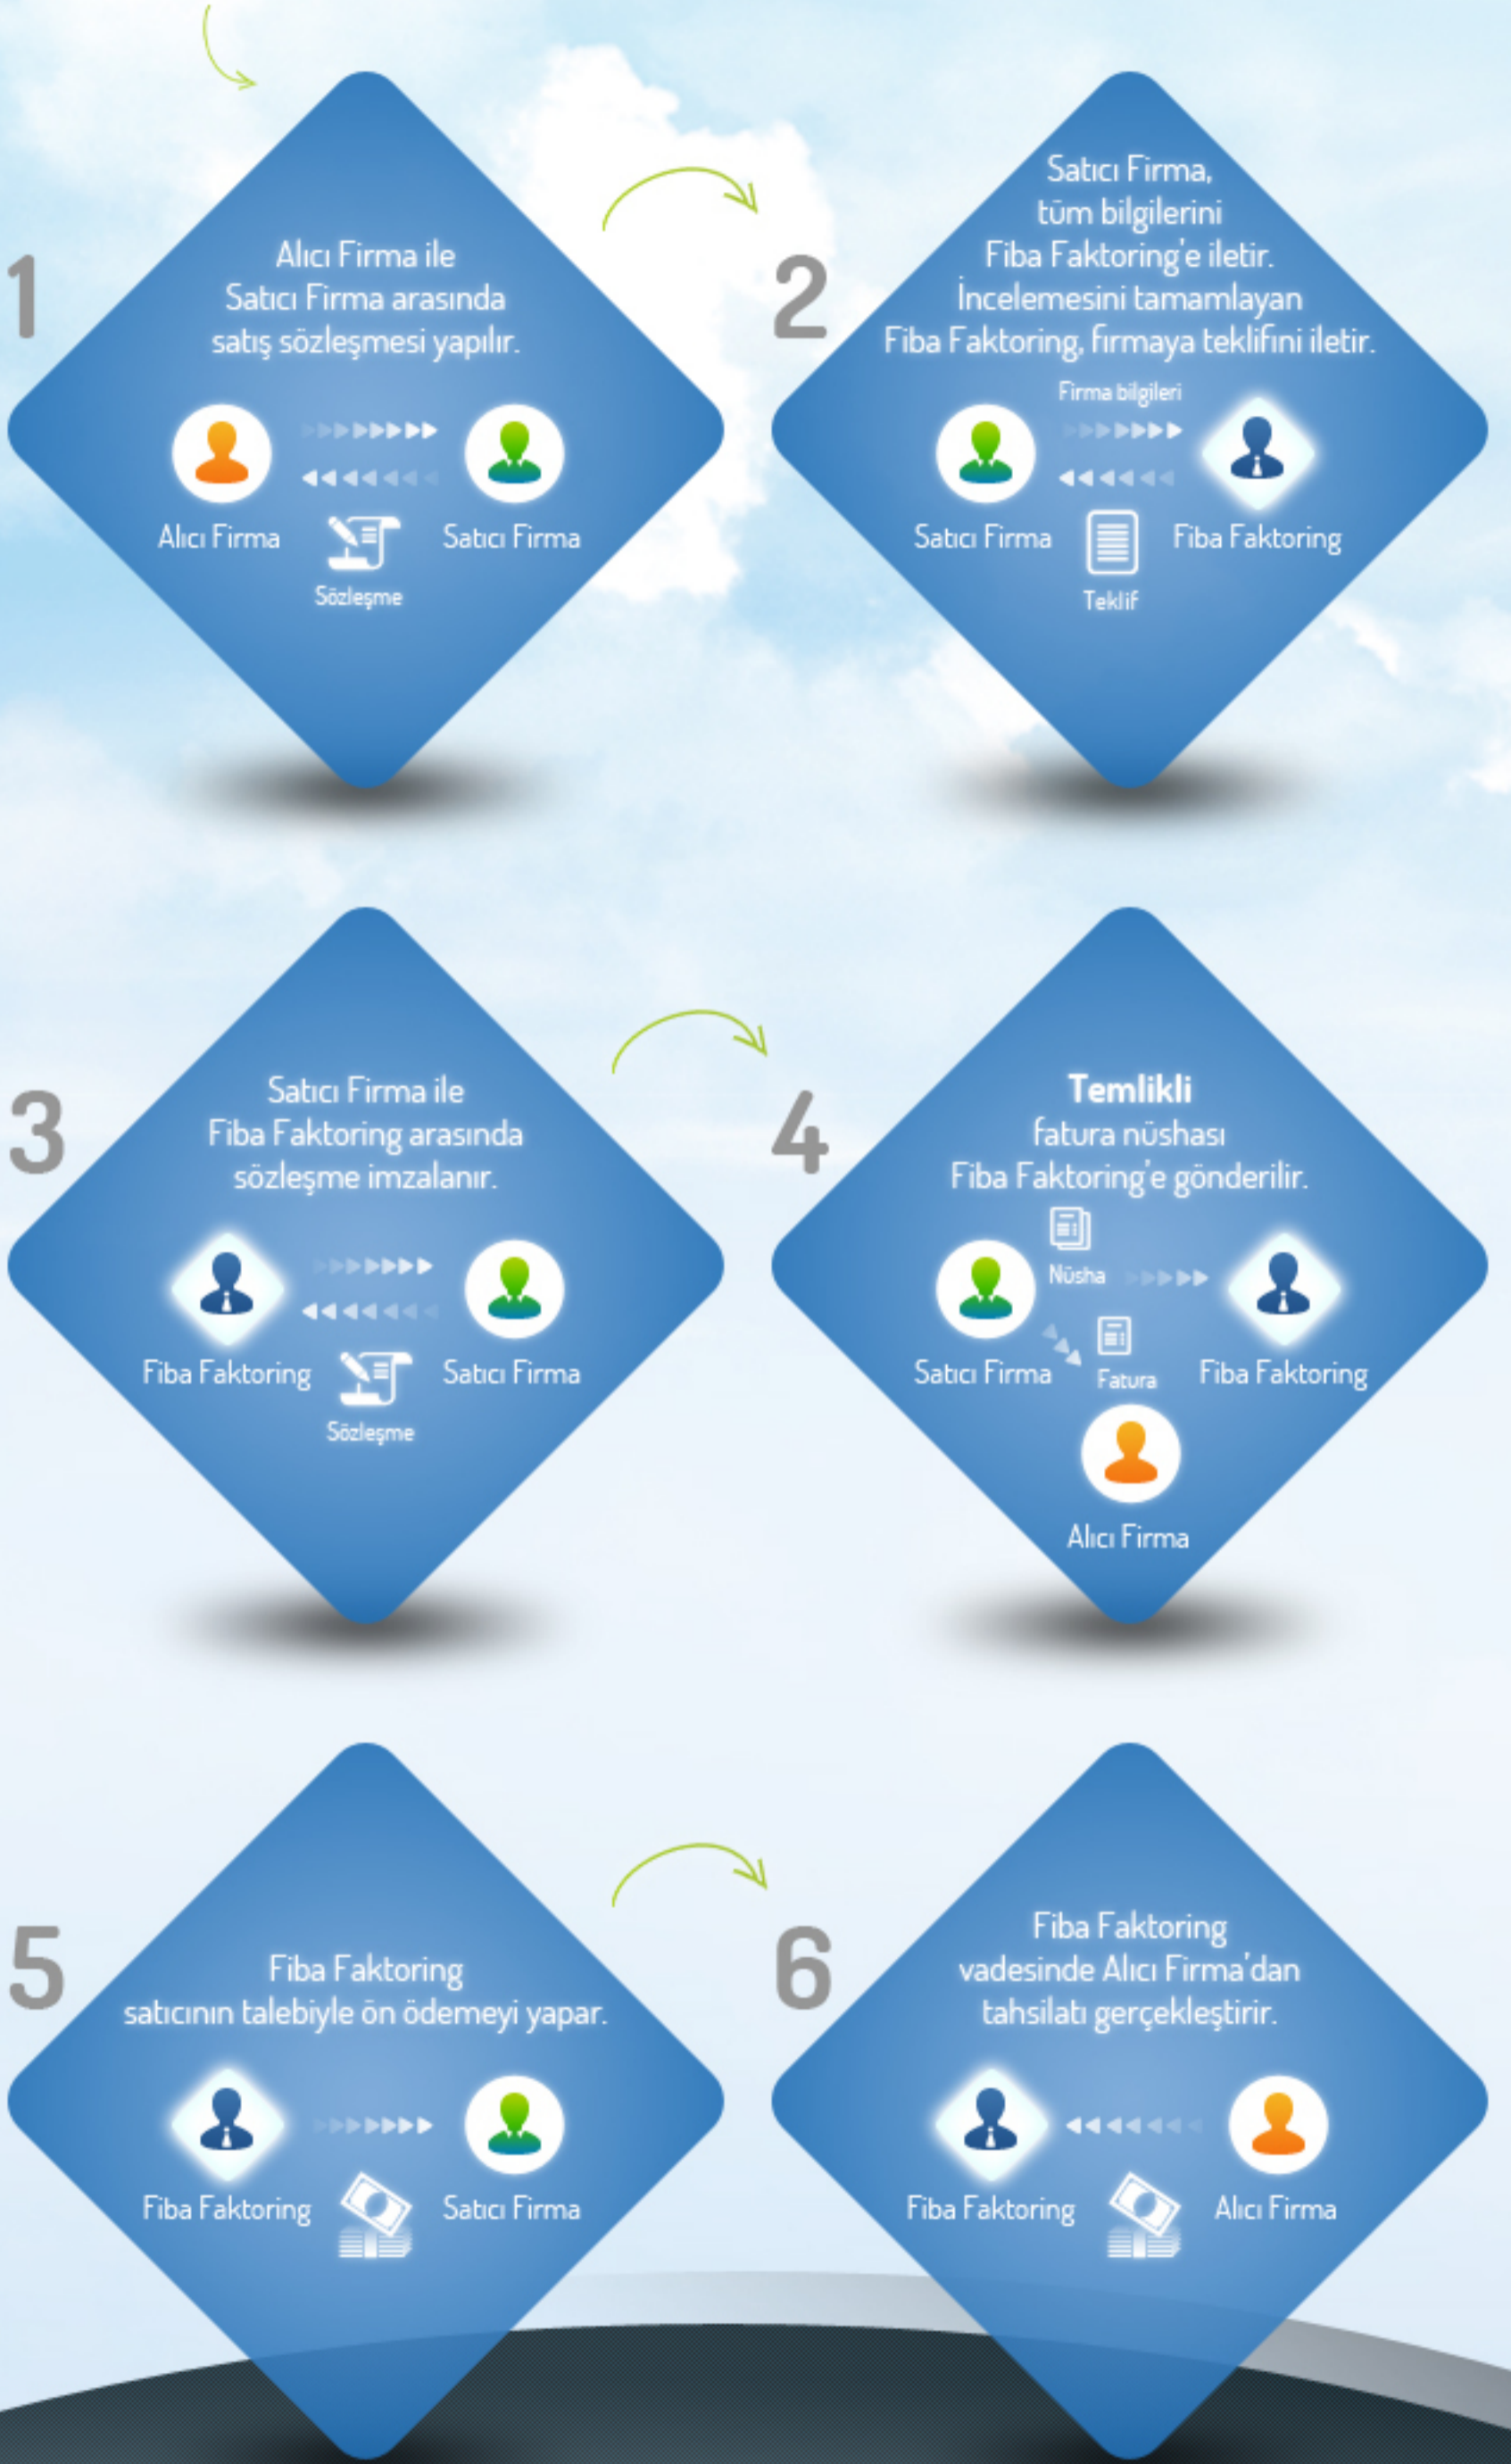 1
Alıcı Firma ile
Satıcı Firma arasında
satış sözleşmesi yapılır.
Alıcı Firma
Satıcı Firma
Sözleşme
2
Satıcı Firma,
tüm bilgilerini
Fiba Faktoring'e iletir.
İncelemesini tamamlayan
Fiba Faktoring, firmaya teklifini iletir.
Firma bilgileri
Satıcı Firma
Fiba Faktoring
Teklif
3
Satıcı Firma ile
Fiba Faktoring arasında
sözleşme imzalanır.
Fiba Faktoring
Satıcı Firma
Sözleşme
4
Temlikli
fatura nüshası
Fiba Faktoring'e gönderilir.
Nüsha
Satıcı Firma
Fatura
Fiba Faktoring
Alıcı Firma
5
Fiba Faktoring
satıcının talebiyle ön ödemeyi yapar.
Fiba Faktoring
Satıcı Firma
6
Fiba Faktoring
vadesinde Alıcı Firma'dan
tahsilatı gerçekleştirir.
Fiba Faktoring
Alıcı Firma